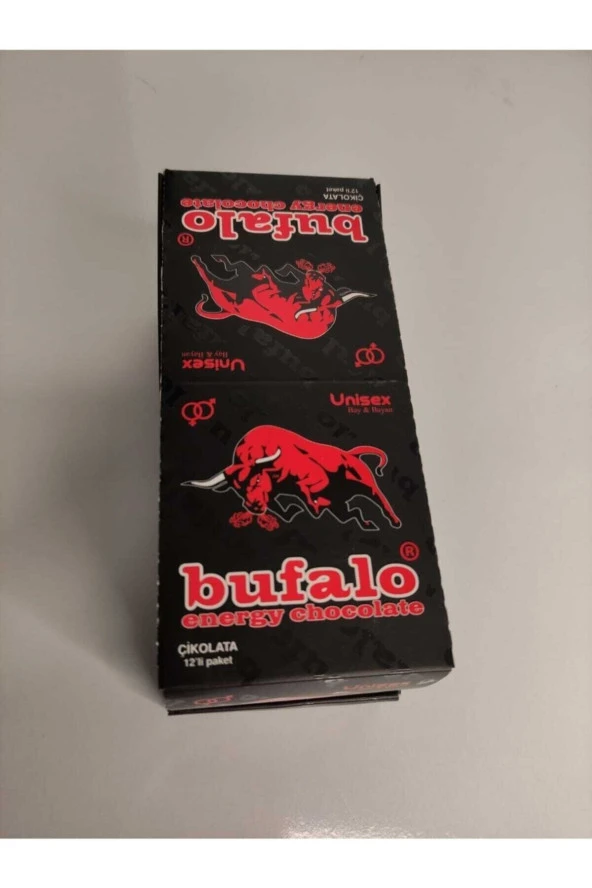 ÇİKOLATA
12'li paket
energy chocolate
bufalo
®
Unisex
Bay & Bayan
Unisex
Bay & Bayan
®
bufalo
energy chocolate
ÇİKOLATA
12'li paket
Unisex